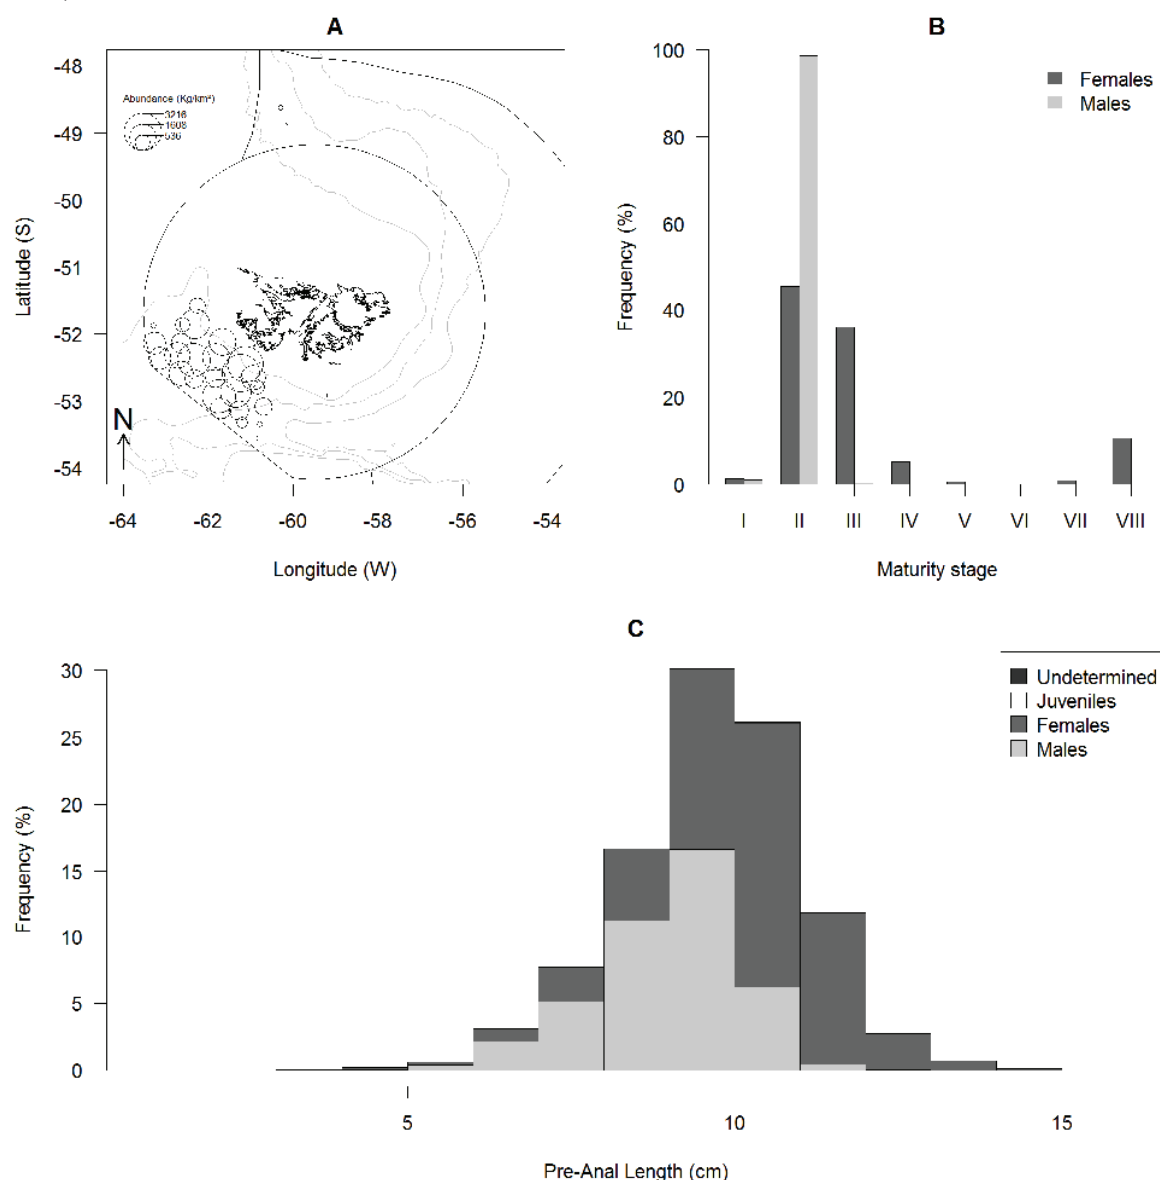 A
-48
-49
-50
-51
-52
-53
-54
Latitude (S)
Abundance (Kg/km²)
3216
1608
536
N
-64
-62
-60
-58
-56
-54
Longitude (W)
B
100
80
60
40
20
0
Frequency (%)
Females
Males
I
II
III
IV
V
VI
VII
VIII
Maturity stage
C
30
25
20
15
10
5
0
Frequency (%)
Undetermined
Juveniles
Females
Males
5
10
15
Pre-Anal Length (cm)